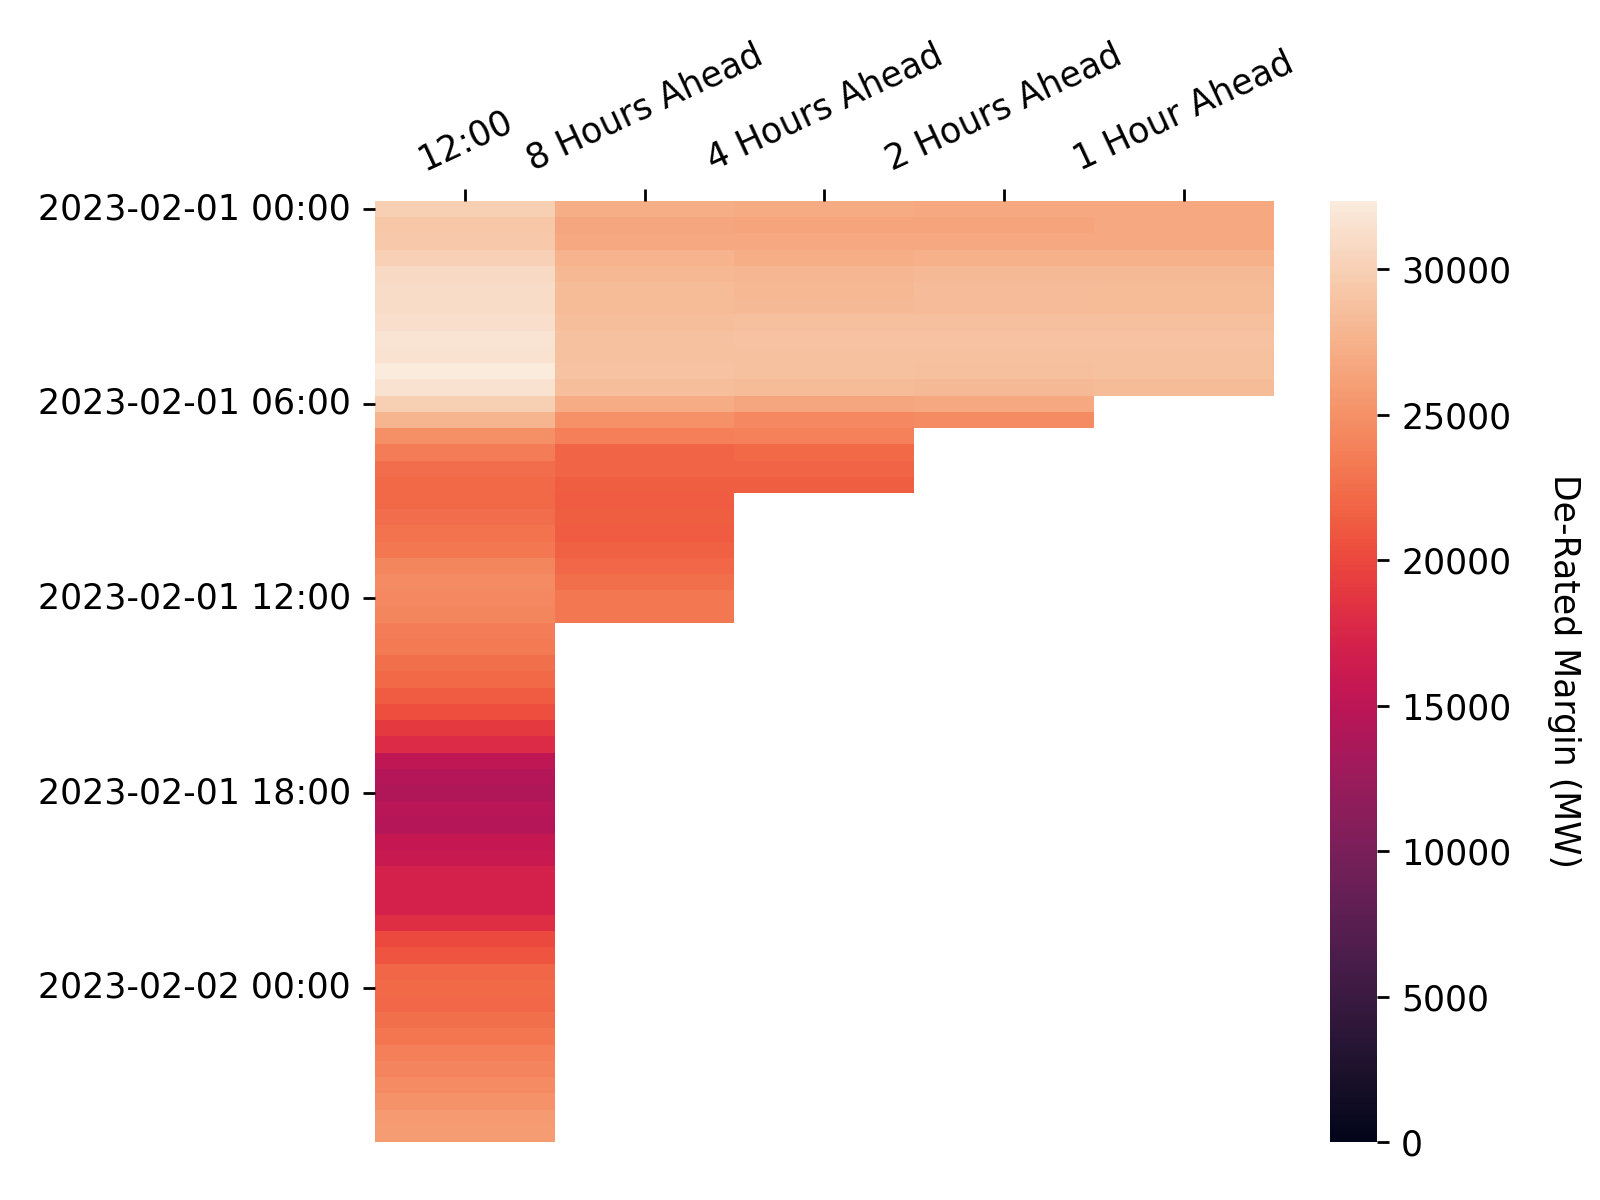 12:00
8 Hours Ahead
4 Hours Ahead
2 Hours Ahead
1 Hour Ahead
2023-02-01 00:00
2023-02-01 06:00
2023-02-01 12:00
2023-02-01 18:00
2023-02-02 00:00
30000
25000
20000
15000
10000
5000
0
De-Rated Margin (MW)